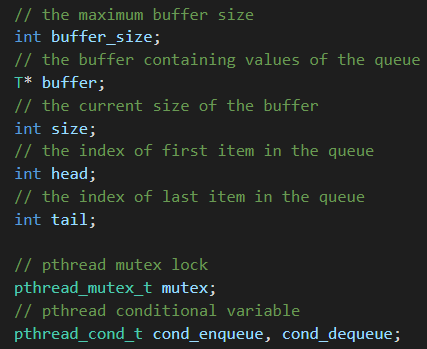 // the maximum buffer size
int buffer_size;
// the buffer containing values of the queue
T* buffer;
// the current size of the buffer
int size;
// the index of first item in the queue
int head;
// the index of last item in the queue
int tail;
// pthread mutex lock
pthread_mutex_t mutex;
// pthread conditional variable
pthread_cond_t cond_enqueue, cond_dequeue;